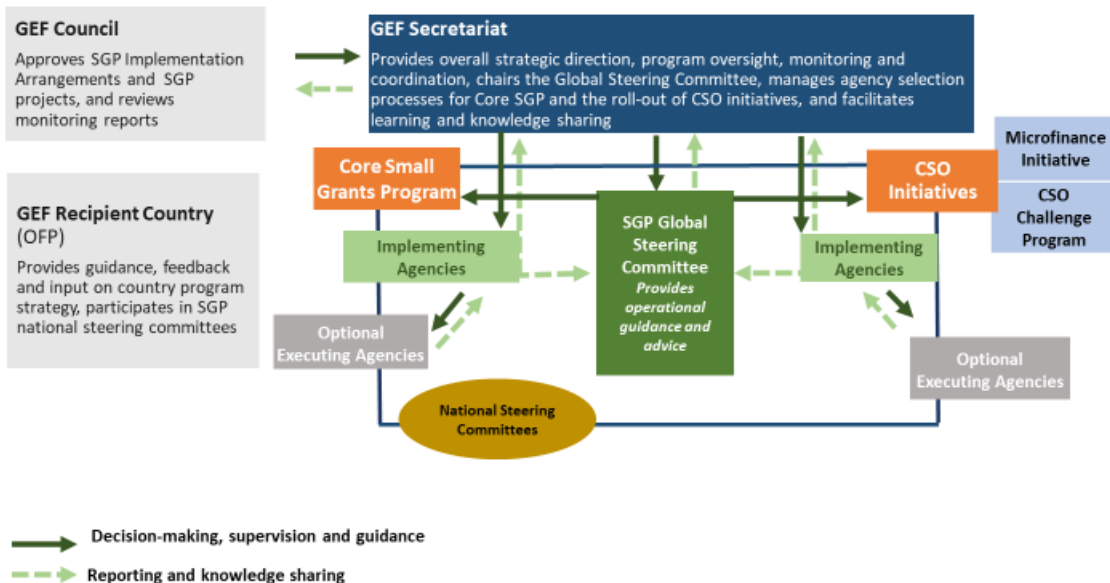 GEF Council
Approves SGP Implementation
Arrangements and SGP
projects, and reviews
monitoring reports
GEF Secretariat
Provides overall strategic direction, program oversight, monitoring and
coordination, chairs the Global Steering Committee, manages agency selection
processes for Core SGP and the roll-out of CSO initiatives, and facilitates
learning and knowledge sharing
Core Small
Grants Program
CSO
Initiatives
Microfinance
Initiative
CSO
Challenge
Program
GEF Recipient Country
(OFP)
Provides guidance, feedback
and input on country program
strategy, participates in SGP
national steering committees
Implementing
Agencies
SGP Global
Steering
Committee
Provides
operational
guidance and
advice
Implementing
Agencies
Optional
Executing Agencies
Optional
Executing Agencies
National Steering
Committees
Decision-making, supervision and guidance
Reporting and knowledge sharing